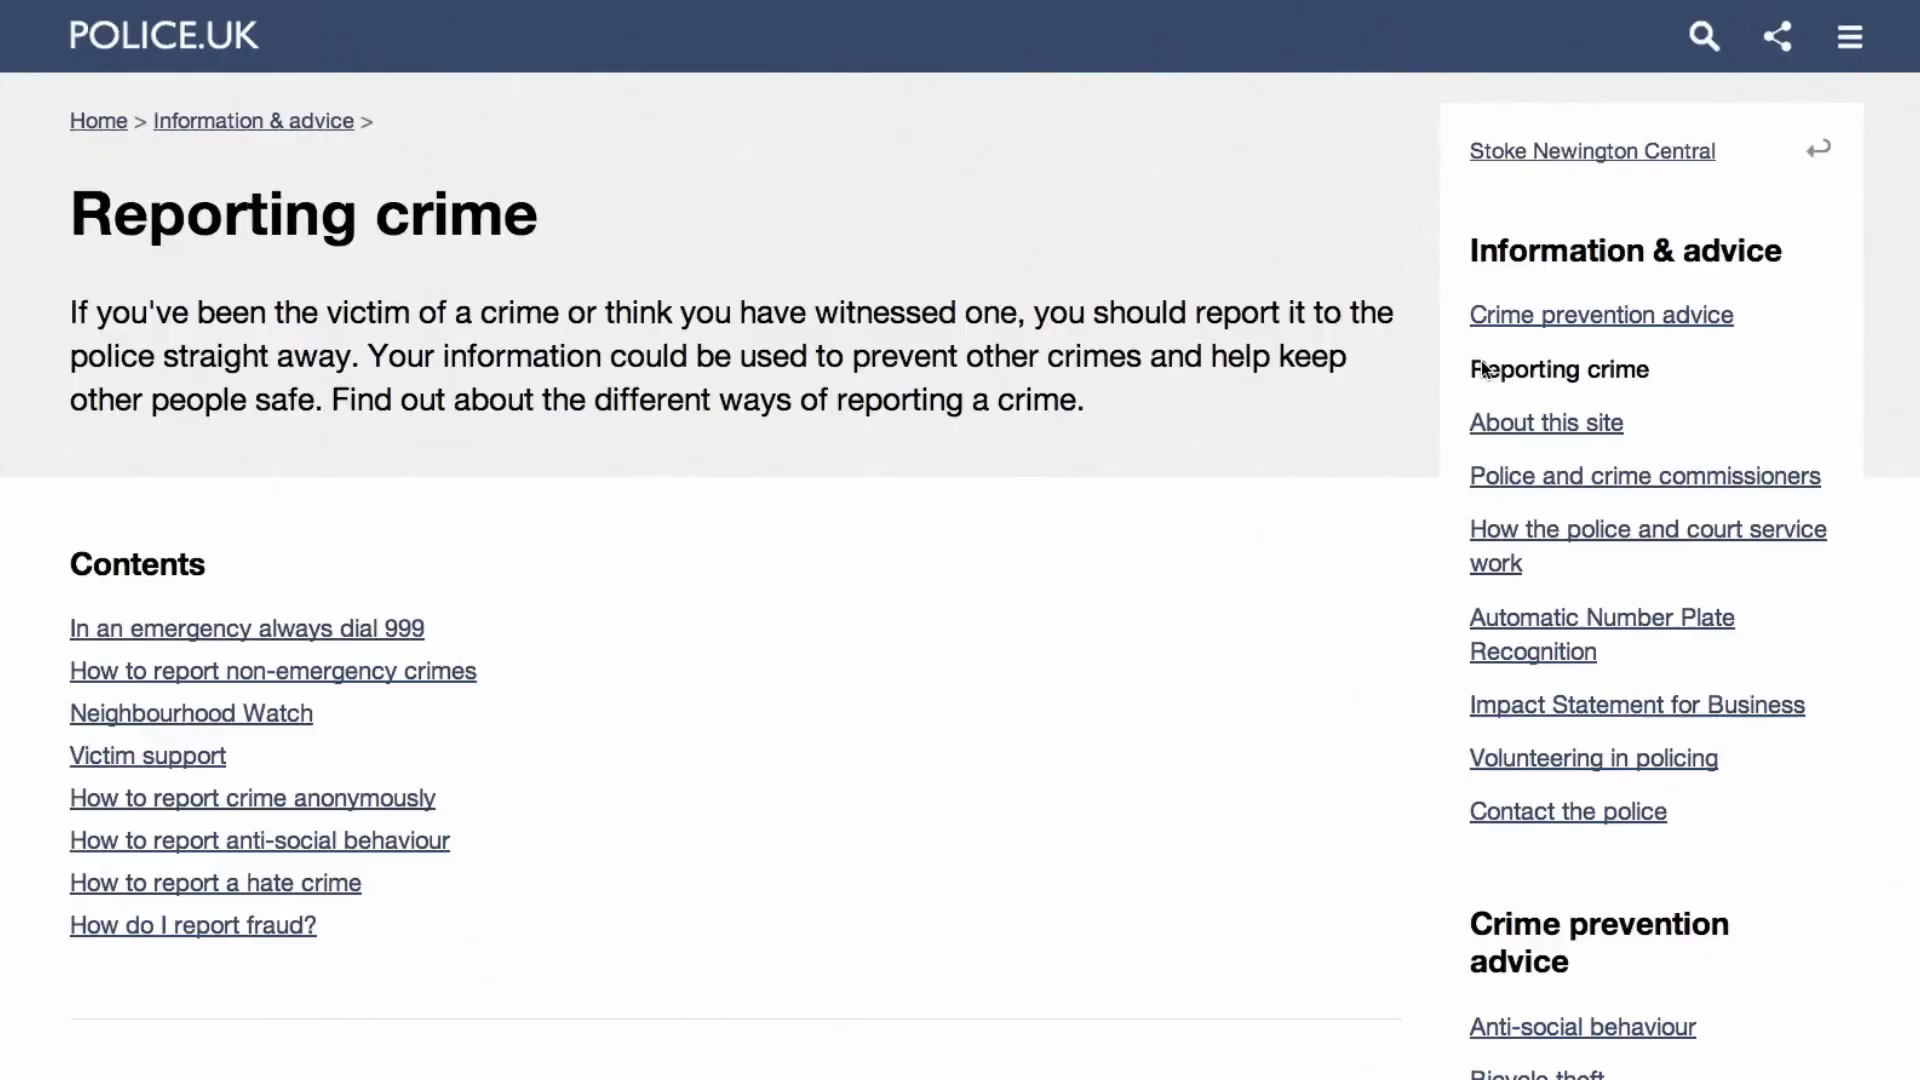 POLICE.UK
Home > Information & advice >
Reporting crime
If you've been the victim of a crime or think you have witnessed one, you should report it to the
police straight away. Your information could be used to prevent other crimes and help keep
other people safe. Find out about the different ways of reporting a crime.
Contents
In an emergency always dial 999
How to report non-emergency crimes
Neighbourhood Watch
Victim support
How to report crime anonymously
How to report anti-social behaviour
How to report a hate crime
How do I report fraud?
Stoke Newington Central
Information & advice
Crime prevention advice
Reporting crime
About this site
Police and crime commissioners
How the police and court service
work
Automatic Number Plate
Recognition
Impact Statement for Business
Volunteering in policing
Contact the police
Crime prevention
advice
Anti-social behaviour
Bicycle theft